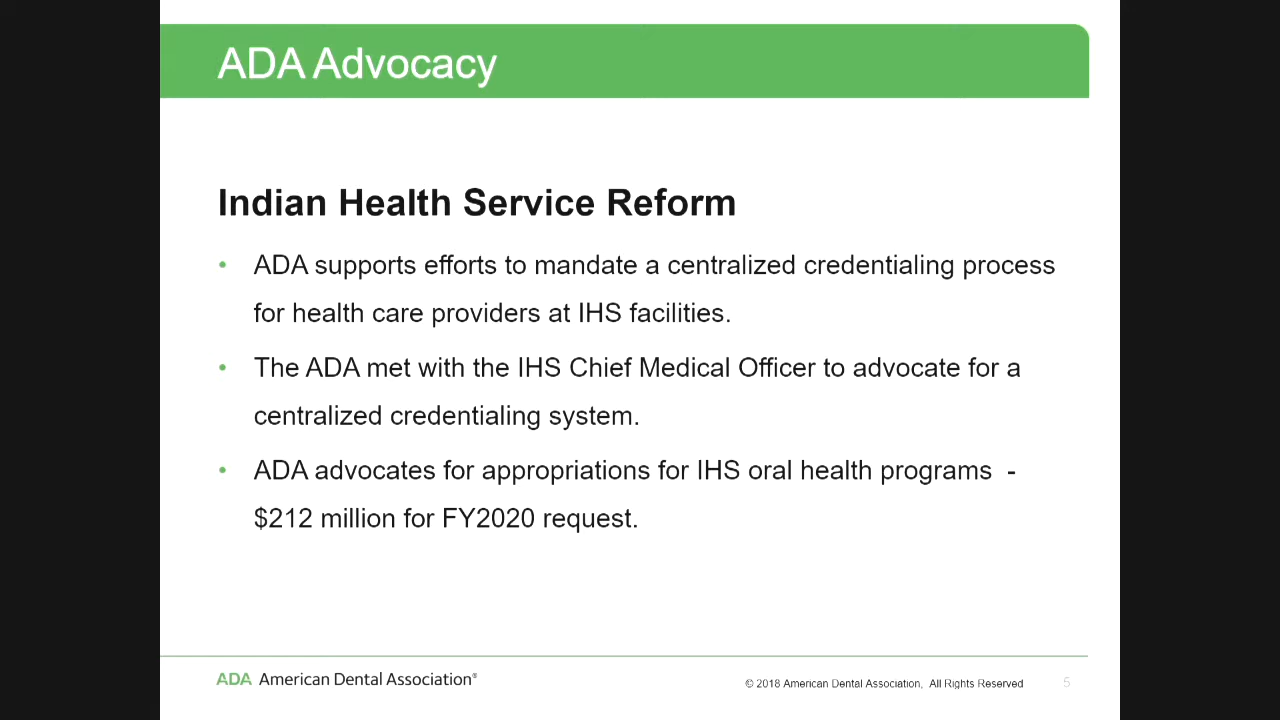 ADA Advocacy
Indian Health Service Reform
• ADA supports efforts to mandate a centralized credentialing process
for health care providers at IHS facilities.
• The ADA met with the IHS Chief Medical Officer to advocate for a
centralized credentialing system.
• ADA advocates for appropriations for IHS oral health programs -
$212 million for FY2020 request.
ADA American Dental Association®
© 2018 American Dental Association, All Rights Reserved
5